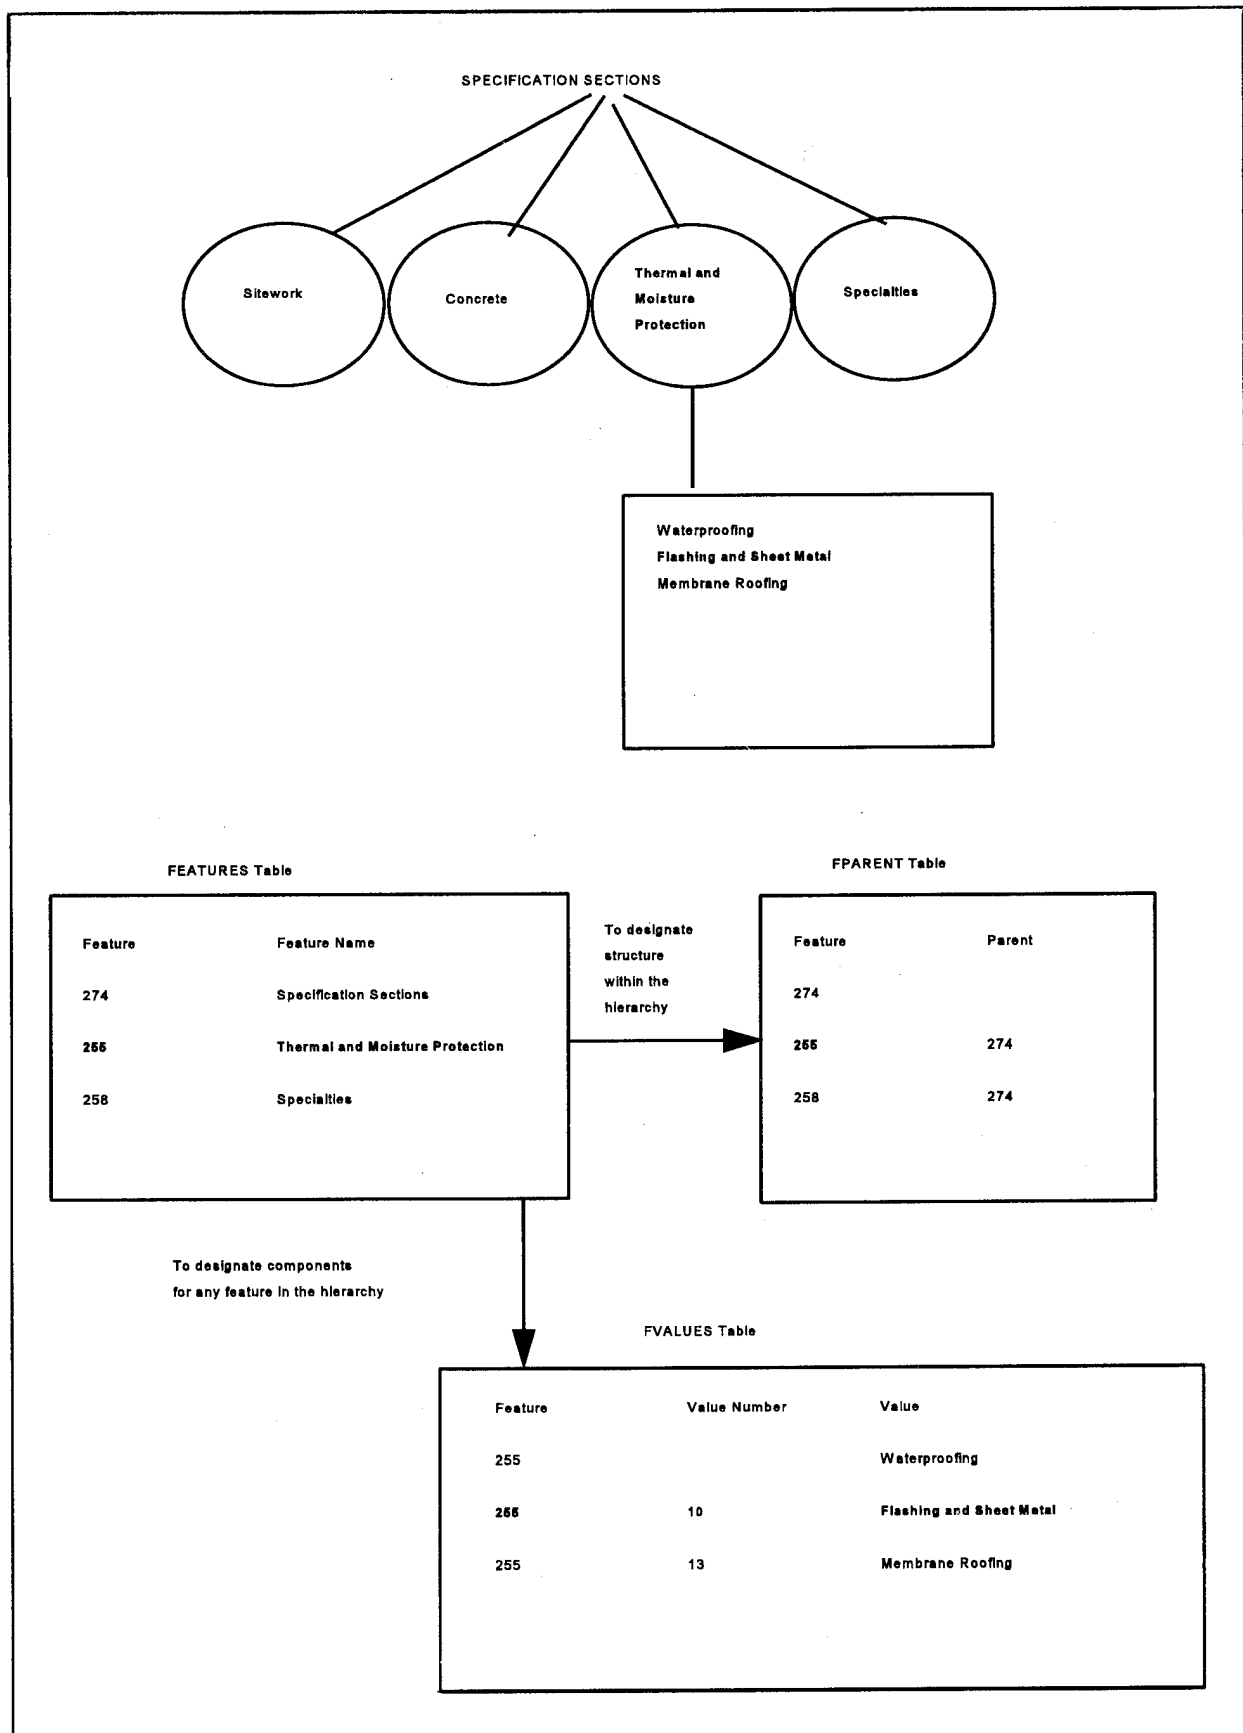 SPECIFICATION SECTIONS
Sitework
Concrete
Thermal and
Moisture
Protection
Specialties
Waterproofing
Flashing and Sheet Metal
Membrane Roofing
FEATURES Table
Feature Feature Name
274 Specification Sections
255 Thermal and Moisture Protection
258 Specialties
To designate
structure
within the
hierarchy
FPARENT Table
Feature Parent
274
255 274
258 274
To designate components
for any feature in the hierarchy
FVALUES Table
Feature Value Number Value
255 Waterproofing
255 10 Flashing and Sheet Metal
255 13 Membrane Roofing